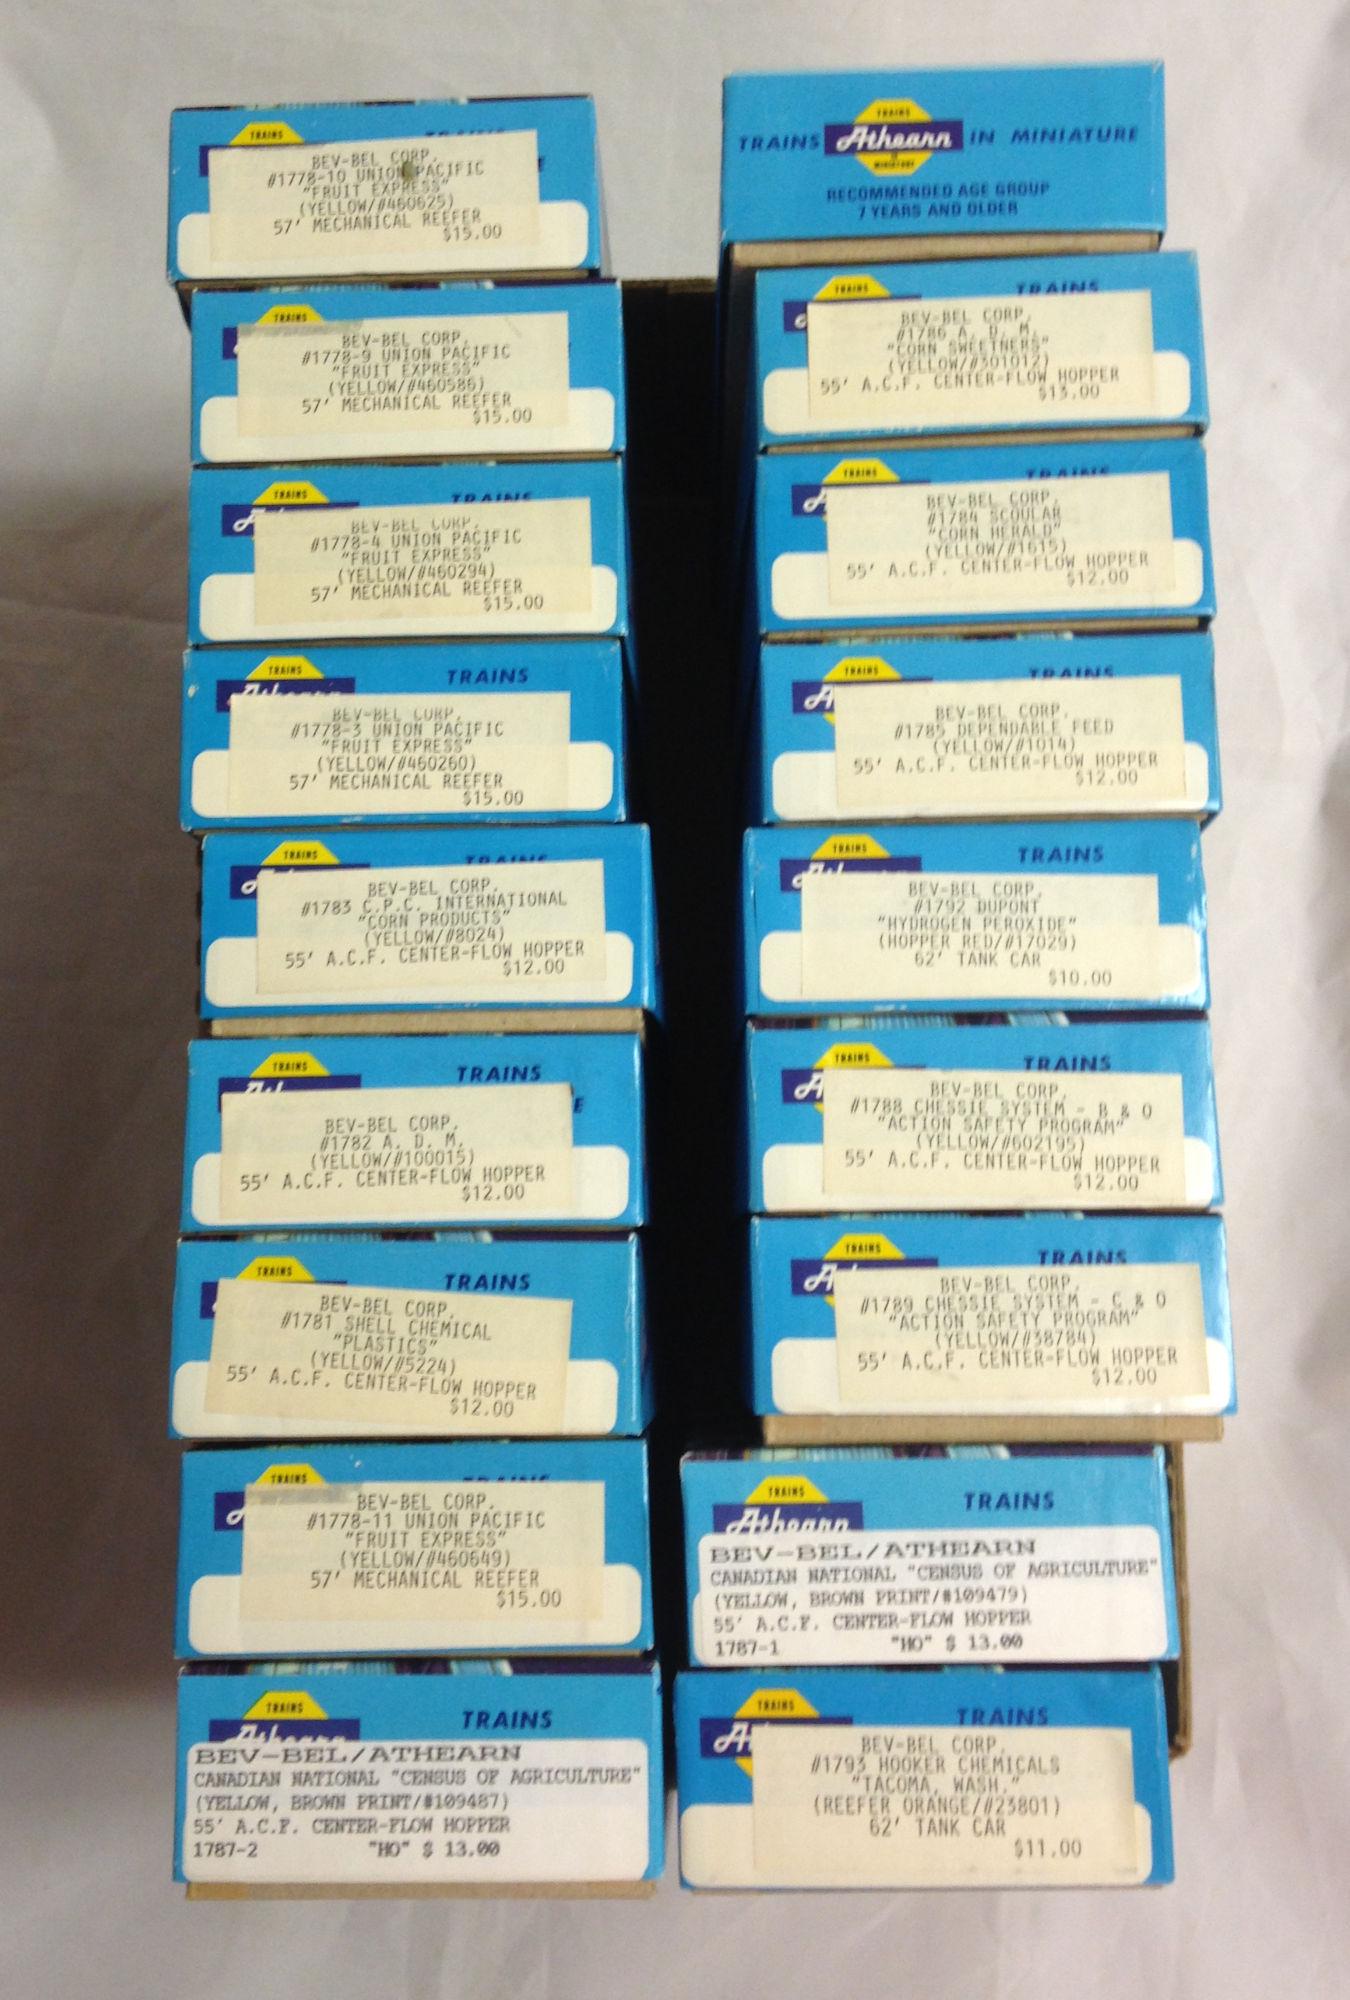 TRAINS TRAINS
BEV-BEL CORP.
#1778-10 UNION PACIFIC
"FRUIT EXPRESS"
(YELLOW/#460625)
57' MECHANICAL REEFER
$15.00
TRAINS
BEV-BEL CORP.
#1778-9 UNION PACIFIC
"FRUIT EXPRESS"
(YELLOW/#460586)
57' MECHANICAL REEFER
$15.00
TRAINS TRAINS
BEV-BEL CORP.
#1778-4 UNION PACIFIC
"FRUIT EXPRESS"
(YELLOW/#460294)
57' MECHANICAL REEFER
$15.00
TRAINS
Athearn TRAINS
BEV-BEL CORP.
#1778-3 UNION PACIFIC
"FRUIT EXPRESS"
(YELLOW/#460260)
57' MECHANICAL REEFER
$15.00
TRAINS TRAINS
BEV-BEL CORP.
#1783 C.P.C. INTERNATIONAL
"CORN PRODUCTS"
(YELLOW/#8024)
55' A.C.F. CENTER-FLOW HOPPER
$12.00
TRAINS TRAINS
E
BEV-BEL CORP.
#1782 A. D. M.
(YELLOW/#100015)
55' A.C.F. CENTER-FLOW HOPPER
$12.00
TRAINS TRAINS
BEV-BEL CORP.
#1781 SHELL CHEMICAL
"PLASTICS"
(YELLOW/#5224)
55' A.C.F. CENTER-FLOW HOPPER
$12.00
TRAINS
BEV-BEL CORP.
#1778-11 UNION PACIFIC
"FRUIT EXPRESS"
(YELLOW/#460649)
57' MECHANICAL REEFER
$15.00
TRAINS
Athearn TRAINS
BEV-BEL/ATHEARN
CANADIAN NATIONAL "CENSUS OF AGRICULTURE"
(YELLOW, BROWN PRINT/#109487)
55' A.C.F. CENTER-FLOW HOPPER
1787-2 "HO" $ 13.00
TRAINS
TRAINS Athearn IN MINIATURE
IN
MINIATURE
RECOMMENDED AGE GROUP
7 YEARS AND OLDER
TRAINS TRAINS
BEV-BEL CORP.
#1786 A. D. M.
"CORN SWEETNERS"
(YELLOW/#301012)
55' A.C.F. CENTER-FLOW HOPPER
$13.00
TRAINS TRAINS
BEV-BEL CORP.
#1784 SCOULAR
"CORN HERALD"
(YELLOW/#1615)
55' A.C.F. CENTER-FLOW HOPPER
$12.00
TRAINS TRAINS
BEV-BEL CORP.
#1785 DEPENDABLE FEED
(YELLOW/#1014)
55' A.C.F. CENTER-FLOW HOPPER
$12.00
TRAINS TRAINS
BEV-BEL CORP.
#1792 DUPONT
"HYDROGEN PEROXIDE"
(HOPPER RED/#17029)
62' TANK CAR
$10.00
TRAINS TRAINS
BEV-BEL CORP.
#1788 CHESSIE SYSTEM - B & O
"ACTION SAFETY PROGRAM"
(YELLOW/#602195)
55' A.C.F. CENTER-FLOW HOPPER
$12.00
TRAINS TRAINS
BEV-BEL CORP.
#1789 CHESSIE SYSTEM - C & O
"ACTION SAFETY PROGRAM"
(YELLOW/#38784)
55' A.C.F. CENTER-FLOW HOPPER
$12.00
TRAINS TRAINS
Athearn
BEV-BEL/ATHEARN
CANADIAN NATIONAL "CENSUS OF AGRICULTURE"
(YELLOW, BROWN PRINT/#109479)
55' A.C.F. CENTER-FLOW HOPPER
1787-1 "HO" $ 13.00
TRAINS TRAINS
BEV-BEL CORP.
#1793 HOOKER CHEMICALS
"TACOMA, WASH."
(REEFER ORANGE/#23801)
62' TANK CAR
$11.00